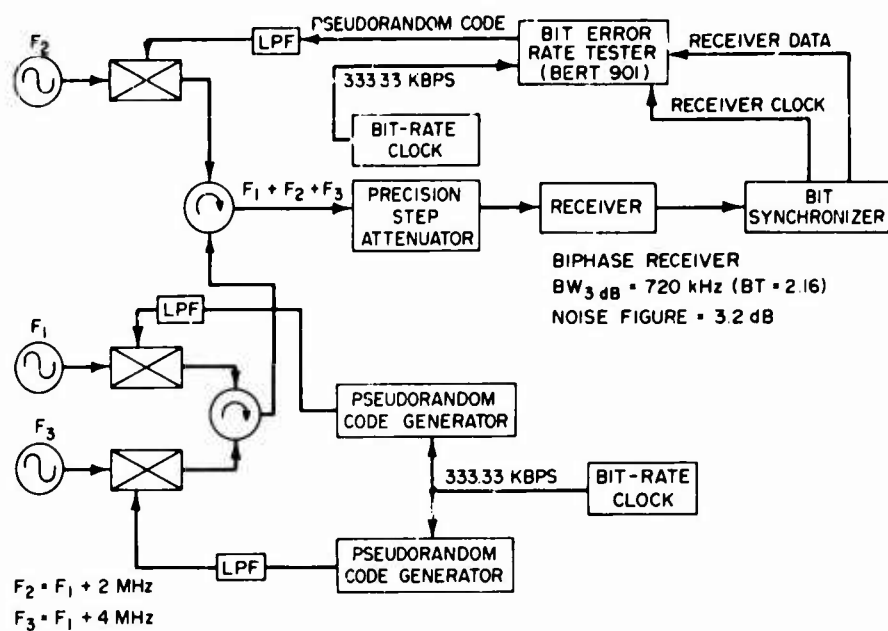 F2
LPF
PSEUDORANDOM CODE
BIT ERROR
RATE TESTER
(BERT 901)
RECEIVER DATA
333.33 KBPS
RECEIVER CLOCK
BIT-RATE
CLOCK
F1 + F2 + F3
PRECISION
STEP
ATTENUATOR
RECEIVER
BIT
SYNCHRONIZER
BIPHASE RECEIVER
BW3 dB = 720 kHz (BT = 2.16)
NOISE FIGURE = 3.2 dB
LPF
F1
PSEUDORANDOM
CODE GENERATOR
F3
333.33 KBPS
BIT-RATE
CLOCK
LPF
PSEUDORANDOM
CODE GENERATOR
F2 = F1 + 2 MHz
F3 = F1 + 4 MHz